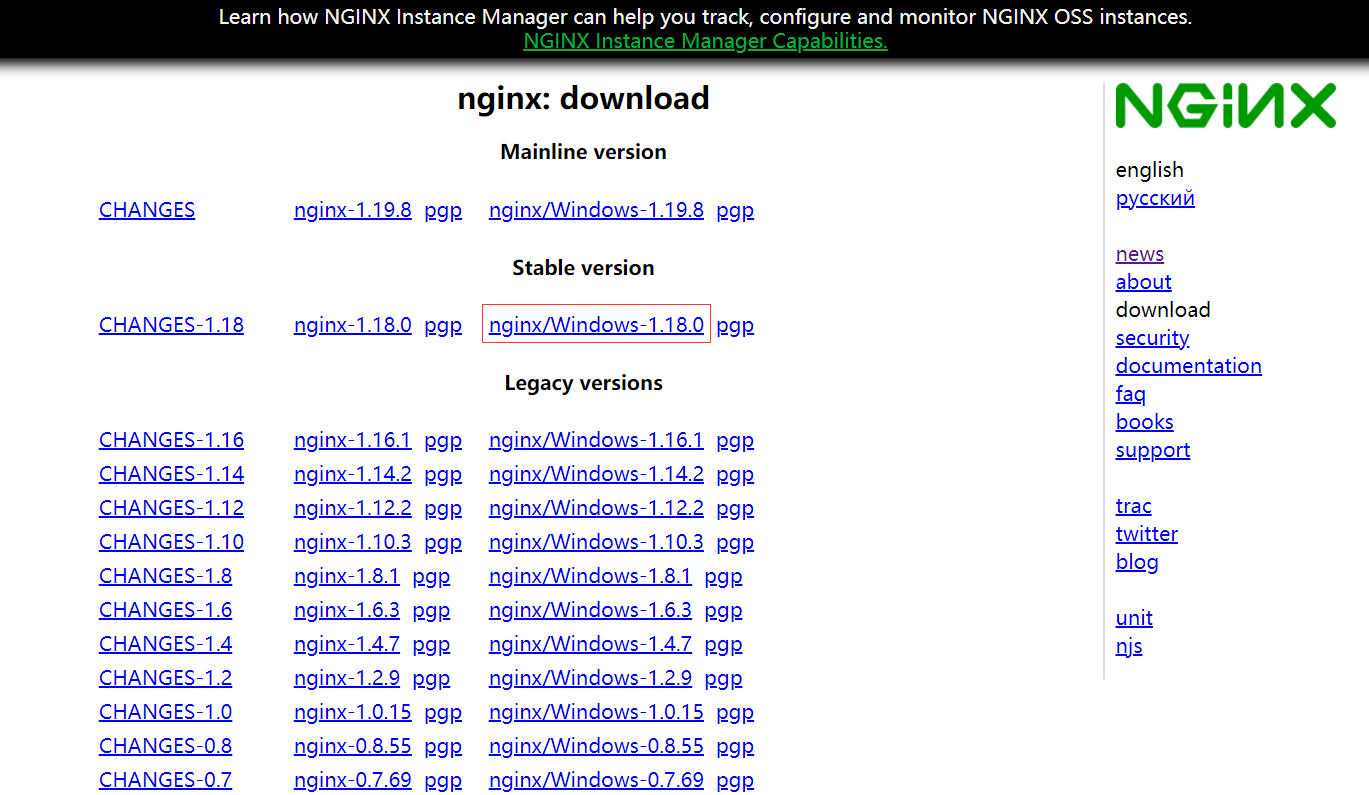 Learn how NGINX Instance Manager can help you track, configure and monitor NGINX OSS instances.
NGINX Instance Manager Capabilities.
nginx: download
Mainline version
CHANGES nginx-1.19.8 pgp nginx/Windows-1.19.8 pgp
Stable version
CHANGES-1.18 nginx-1.18.0 pgp nginx/Windows-1.18.0 pgp
Legacy versions
CHANGES-1.16 nginx-1.16.1 pgp nginx/Windows-1.16.1 pgp
CHANGES-1.14 nginx-1.14.2 pgp nginx/Windows-1.14.2 pgp
CHANGES-1.12 nginx-1.12.2 pgp nginx/Windows-1.12.2 pgp
CHANGES-1.10 nginx-1.10.3 pgp nginx/Windows-1.10.3 pgp
CHANGES-1.8 nginx-1.8.1 pgp nginx/Windows-1.8.1 pgp
CHANGES-1.6 nginx-1.6.3 pgp nginx/Windows-1.6.3 pgp
CHANGES-1.4 nginx-1.4.7 pgp nginx/Windows-1.4.7 pgp
CHANGES-1.2 nginx-1.2.9 pgp nginx/Windows-1.2.9 pgp
CHANGES-1.0 nginx-1.0.15 pgp nginx/Windows-1.0.15 pgp
CHANGES-0.8 nginx-0.8.55 pgp nginx/Windows-0.8.55 pgp
CHANGES-0.7 nginx-0.7.69 pgp nginx/Windows-0.7.69 pgp
NGINX
english
русский
news
about
download
security
documentation
faq
books
support
trac
twitter
blog
unit
njs